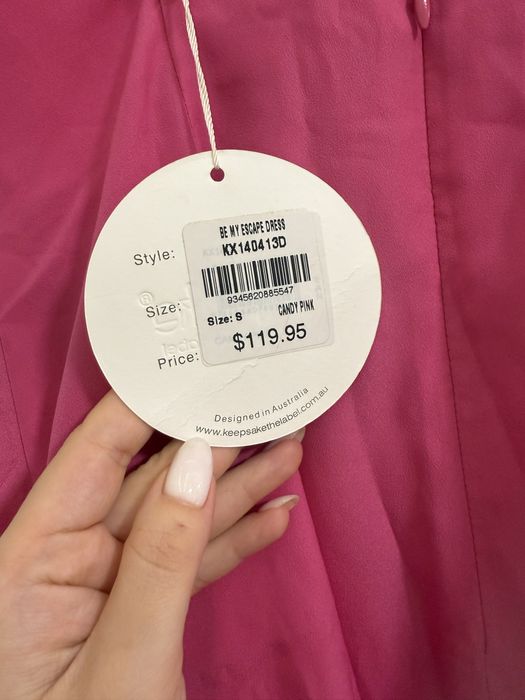 BE MY ESCAPE DRESS
Style: KX140413D
9345620885547
Size: Size: S CANDY PINK
Price: $119.95
Designed in Australia
www.keepsakethelabel.com.au